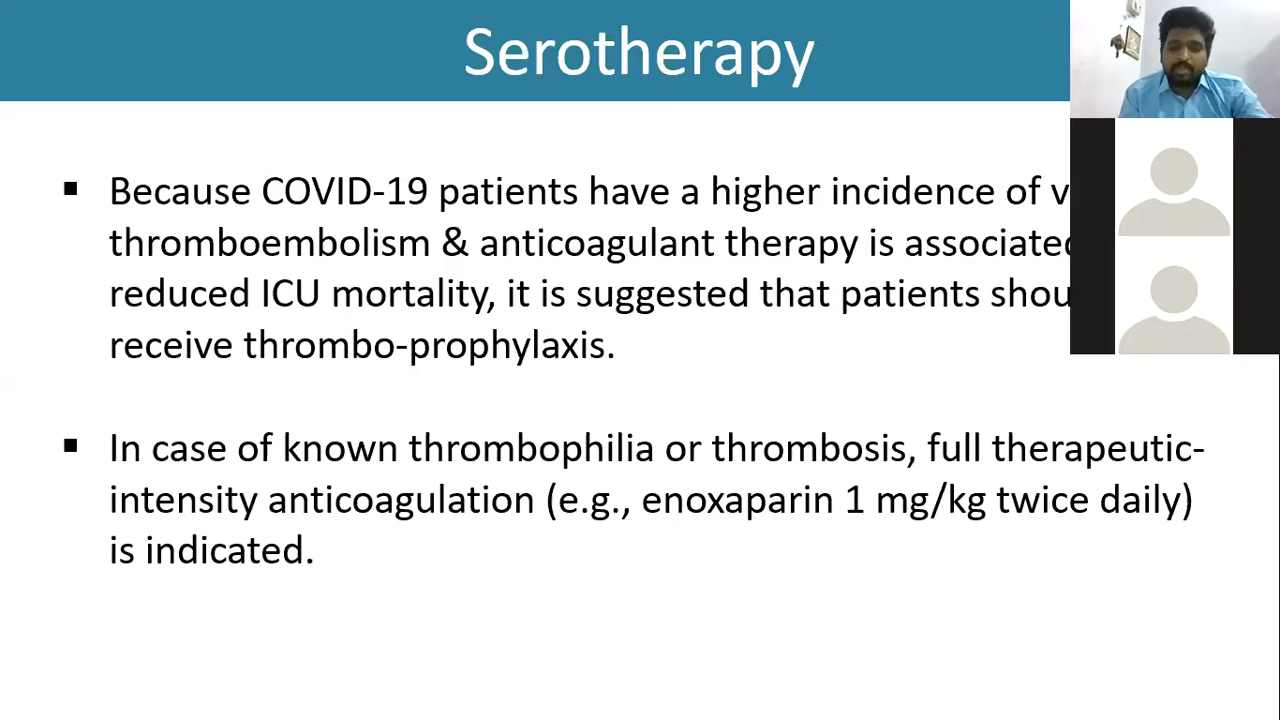 Serotherapy
▪ Because COVID-19 patients have a higher incidence of
thromboembolism & anticoagulant therapy is associated
reduced ICU mortality, it is suggested that patients
receive thrombo-prophylaxis.
▪ In case of known thrombophilia or thrombosis, full therapeutic-
intensity anticoagulation (e.g., enoxaparin 1 mg/kg twice daily)
is indicated.